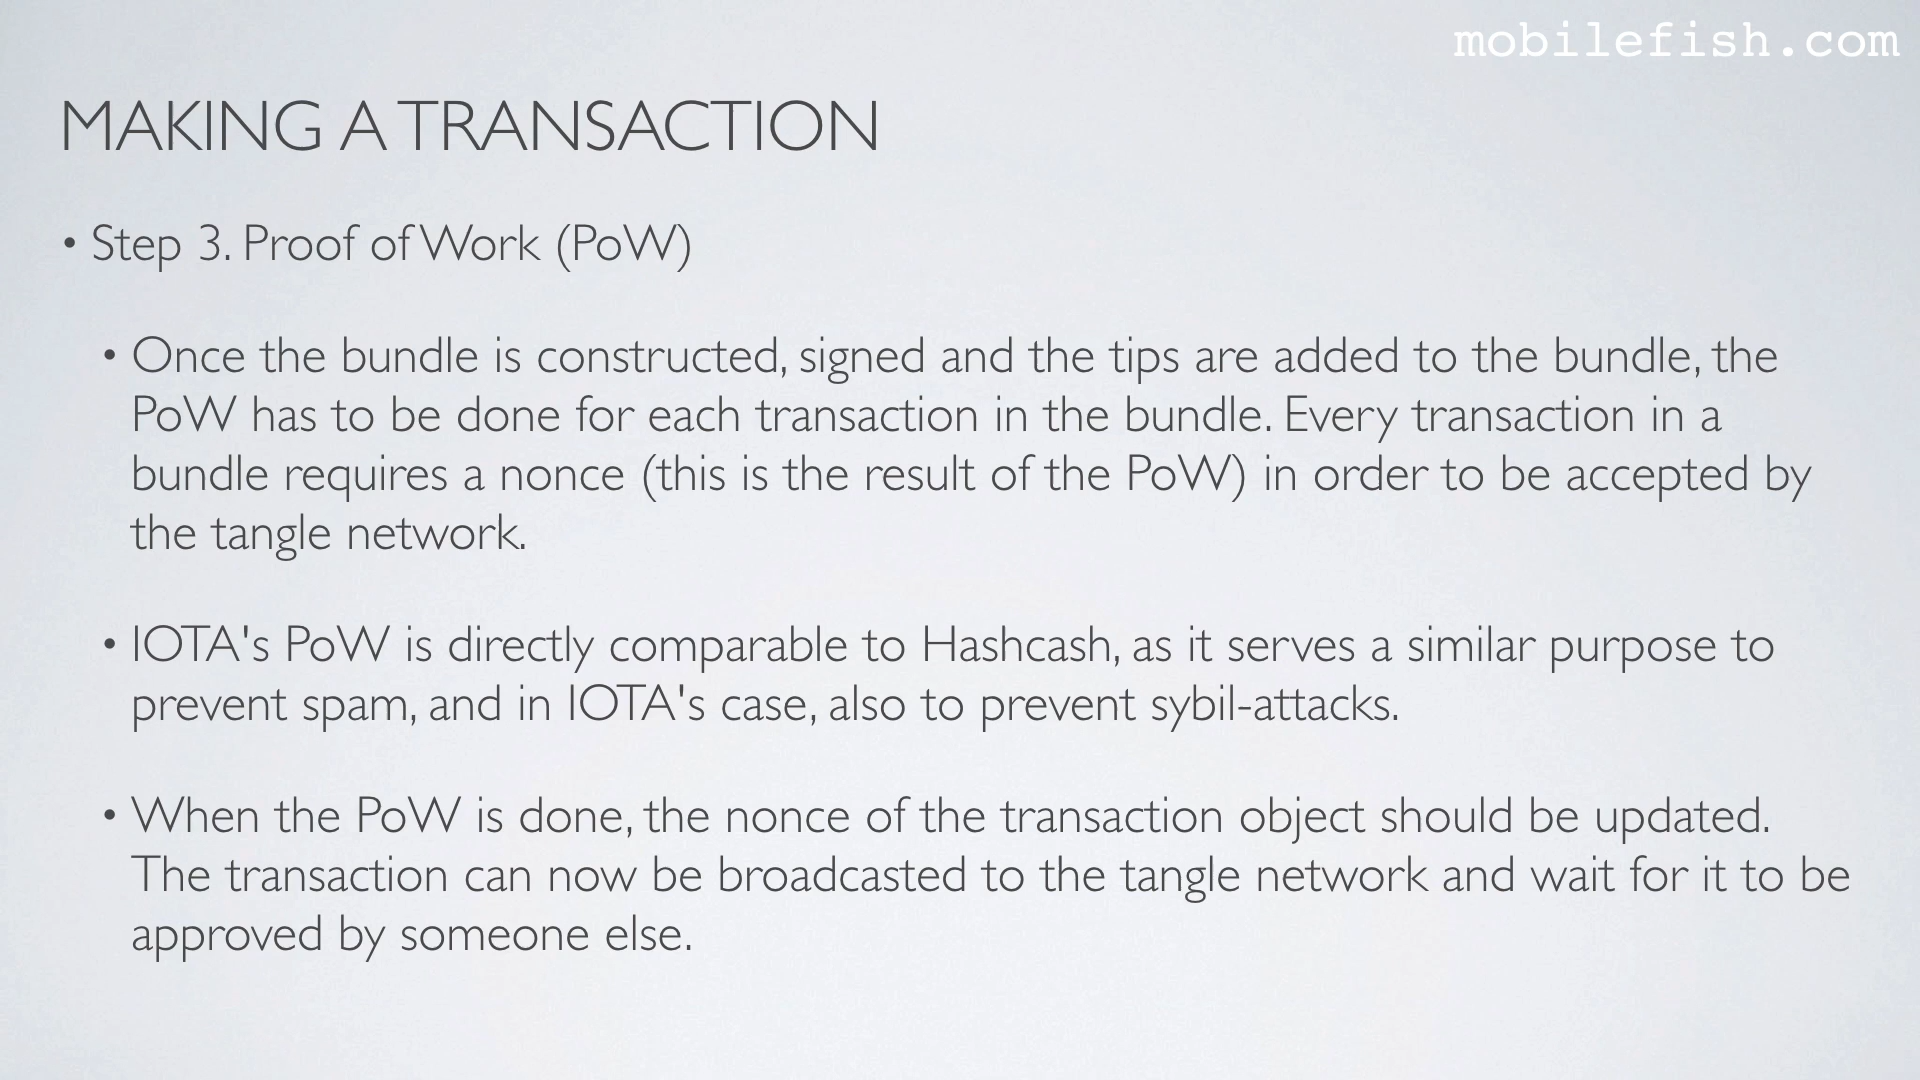 mobilefish.com
MAKING A TRANSACTION
• Step 3. Proof of Work (PoW)
• Once the bundle is constructed, signed and the tips are added to the bundle, the
PoW has to be done for each transaction in the bundle. Every transaction in a
bundle requires a nonce (this is the result of the PoW) in order to be accepted by
the tangle network.
• IOTA's PoW is directly comparable to Hashcash, as it serves a similar purpose to
prevent spam, and in IOTA's case, also to prevent sybil-attacks.
• When the PoW is done, the nonce of the transaction object should be updated.
The transaction can now be broadcasted to the tangle network and wait for it to be
approved by someone else.